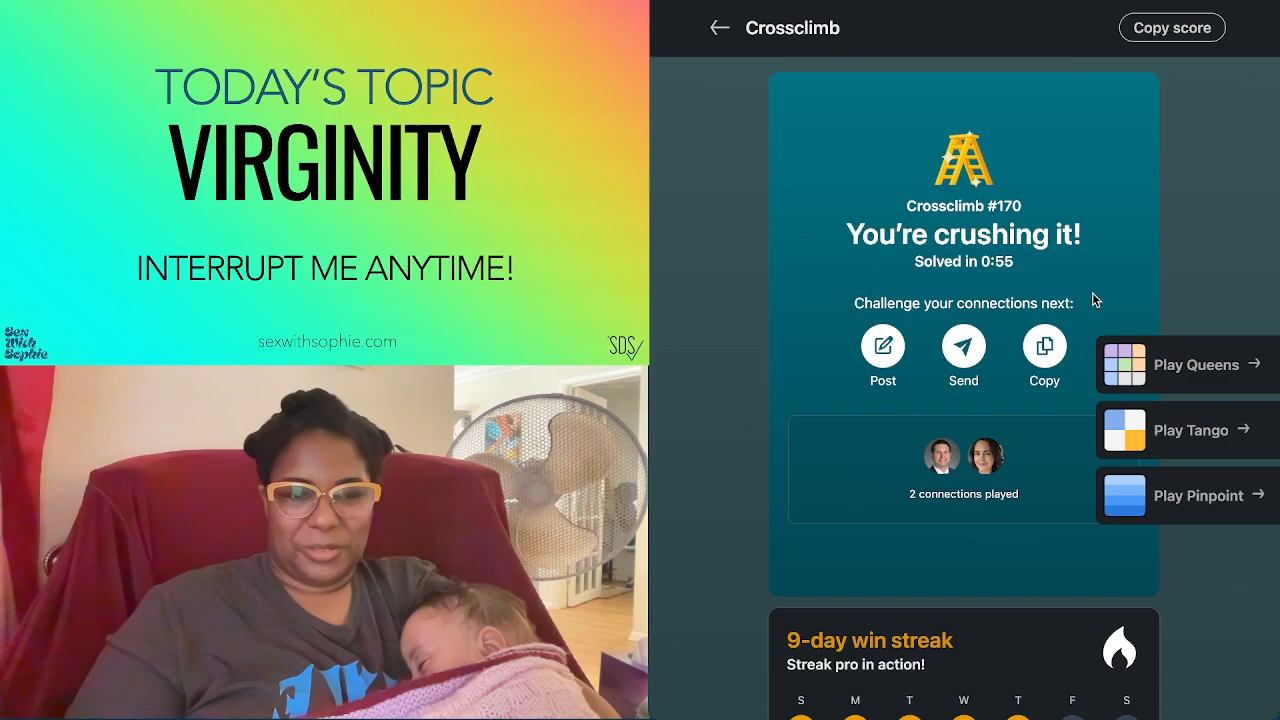 TODAY'S TOPIC
VIRGINITY
INTERRUPT ME ANYTIME!
Sex
With
Sophie
sexwithsophie.com
SDS
Crossclimb
Copy score
Crossclimb #170
You're crushing it!
Solved in 0:55
Challenge your connections next:
Post
Send
Copy
Play Queens
Play Tango
Play Pinpoint
2 connections played
9-day win streak
Streak pro in action!
S M T W T F S